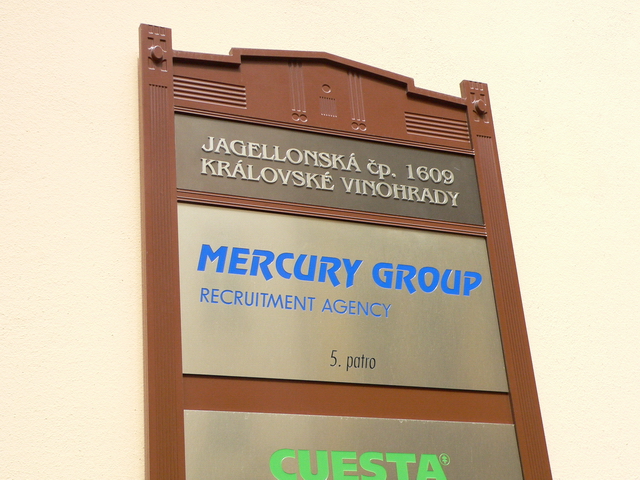 JAGELLONSKÁ čp. 1609
KRÁLOVSKÉ VINOHRADY
MERCURY GROUP
RECRUITMENT AGENCY
5. patro
CUESTA